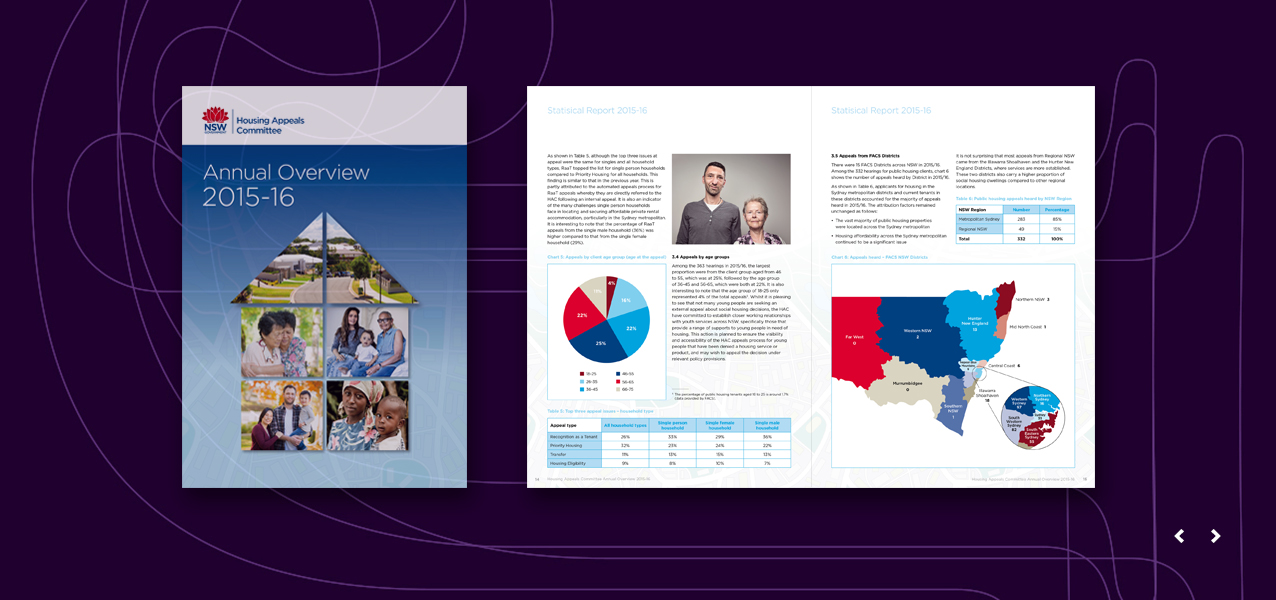 NSW
GOVERNMENT
Housing Appeals
Committee
Annual Overview
2015-16
Statisical Report 2015-16
As shown in Table 5, although the top three issues at
appeal were the same for singles and all household
types, RaaT topped the list for single person households
compared to Priority Housing for all households. This
finding is similar to that in the previous year. This is
partly attributed to the automated appeals process for
RaaT appeals whereby they are directly referred to the
HAC following an internal appeal. It is also an indicator
of the many challenges single person households
face in locating, and securing affordable private rental
accommodation, particularly in the Sydney metropolitan.
It is interesting to note that the percentage of RaaT
appeals from the single male household (36%) was
higher compared to that from the single female
household (29%).
Chart 5: Appeals by client age group (age at the appeal)
4%
16%
22%
25%
22%
11%
18-25
46-55
26-35
56-65
36-45
66-75
3.4 Appeals by age groups
Among the 363 hearings in 2015/16, the largest
proportion were from the client group aged from 46
to 55, which was at 25%, followed by the age group
of 36-45 and 56-65, which were both at 22%. It is also
interesting to note that the age group of 18-25 only
represented 4% of the total appeals. Whilst it is pleasing
to see that not many young people are seeking an
external appeal about social housing decisions, the HAC
have committed to establish closer working relationships
with youth services across NSW, specifically those that
provide a range of supports to young people in need of
housing. This action is planned to ensure the visibility
and accessibility of the HAC appeals process for young
people that have been denied a housing service or
product, and may wish to appeal the decision under
relevant policy provisions.
The percentage of public housing tenants aged 18 to 25 is around 1.7%
(data provided by FACS).
Table 5: Top three appeal issues - household type
Appeal type All household types Single person household Single female household Single male household
Recognition as a Tenant 26% 33% 29% 36%
Priority Housing 32% 23% 24% 22%
Transfer 11% 13% 15% 13%
Housing Eligibility 9% 8% 10% 7%
14 Housing Appeals Committee Annual Overview 2015-16
Statisical Report 2015-16
3.5 Appeals from FACS Districts
There were 15 FACS Districts across NSW in 2015/16.
Among the 332 hearings for public housing clients, chart 6
shows the number of appeals heard by District in 2015/16.
As shown in Table 6, applicants for housing in the
Sydney metropolitan districts and current tenants in
these districts accounted for the majority of appeals
heard in 2015/16. The attribution factors remained
unchanged as follows:
• The vast majority of public housing properties
were located across the Sydney metropolitan
• Housing affordability across the Sydney metropolitan
continued to be a significant issue
It is not surprising that most appeals from Regional NSW
came from the Illawarra Shoalhaven and the Hunter New
England Districts, where services are more established.
These two districts also carry a higher proportion of
social housing dwellings compared to other regional
locations.
Table 6: Public housing appeals heard by NSW Region
NSW Region Number Percentage
Metropolitan Sydney 283 85%
Regional NSW 49 15%
Total 332 100%
Chart 6: Appeals heard - FACS NSW Districts
Far West
0
Western NSW
2
Hunter
New England
13
Northern NSW 2
Mid North Coast 1
Central Coast 6
Murrumbidgee
0
Southern
NSW
1
Illawarra
Shoalhaven
18
Western
Sydney
57
Northern
Sydney
Sydney
South
Western
Sydney
62
South
Eastern
Sydney
Housing Appeals Committee Annual Overview 2015-16 15